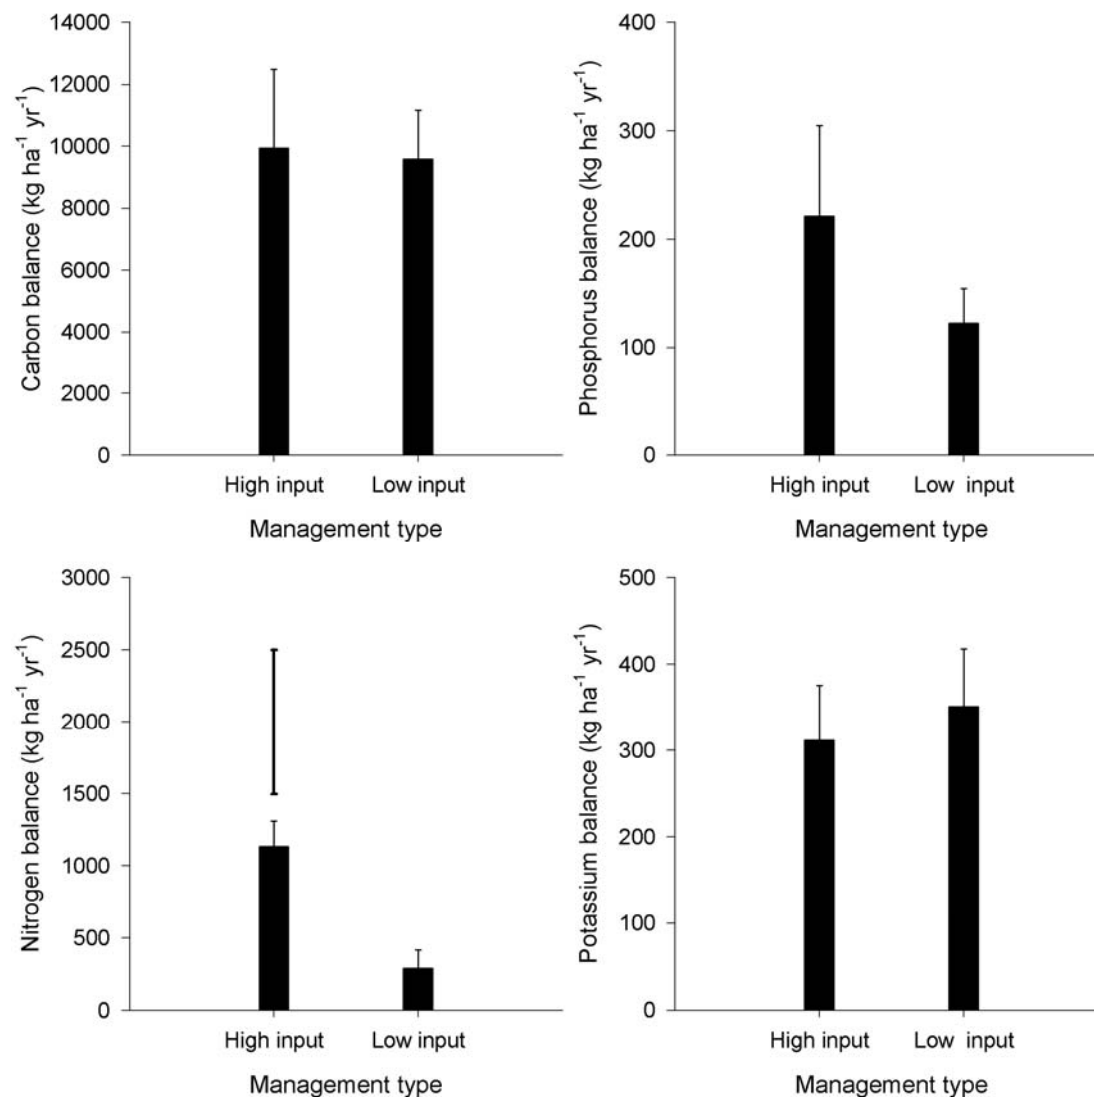 Carbon balance (kg ha⁻¹ yr⁻¹)
14000
12000
10000
8000
6000
4000
2000
0
High input Low input
Management type
Phosphorus balance (kg ha⁻¹ yr⁻¹)
400
300
200
100
0
High input Low input
Management type
Nitrogen balance (kg ha⁻¹ yr⁻¹)
3000
2500
2000
1500
1000
500
0
High input Low input
Management type
Potassium balance (kg ha⁻¹ yr⁻¹)
500
400
300
200
100
0
High input Low input
Management type